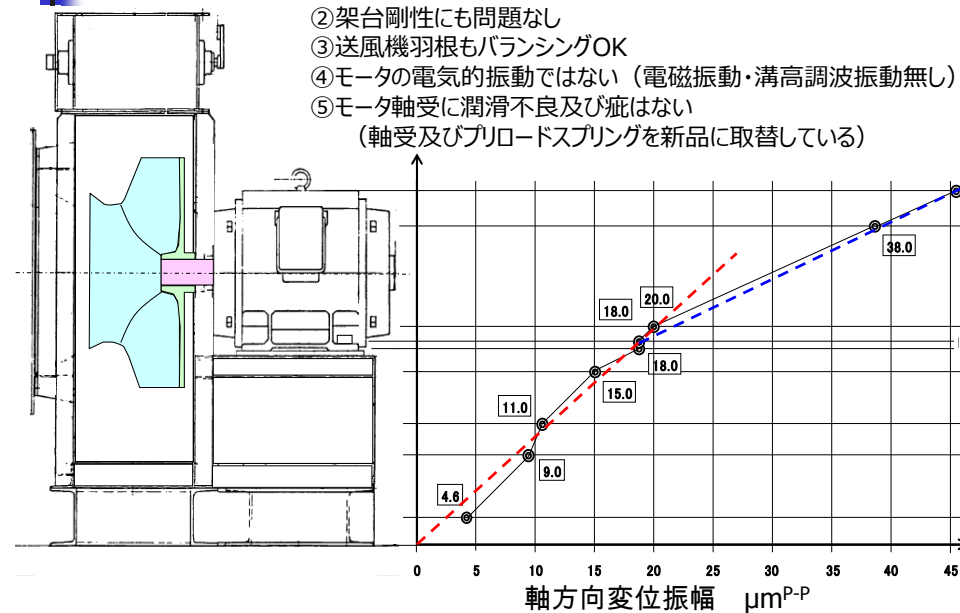 ②架台剛性にも問題なし
③送風機羽根もバランシングOK
④モータの電気的振動ではない（電磁振動・溝高調波振動無し）
⑤モータ軸受に潤滑不良及び疵はない
（軸受及びプリロードスプリングを新品に取替している）
38.0
20.0
18.0
18.0
15.0
11.0
9.0
4.6
0 5 10 15 20 25 30 35 40 45
軸方向変位振幅 μmP-P